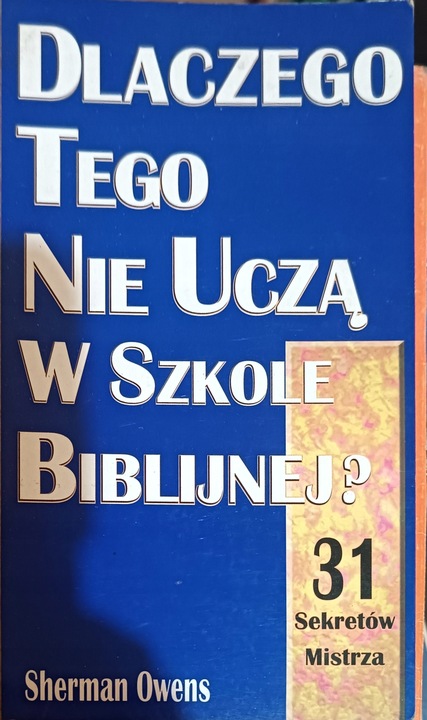 Dlaczego
Tego
Nie Uczą
w Szkole
Biblijnej?
31
Sekretów
Mistrza
Sherman Owens